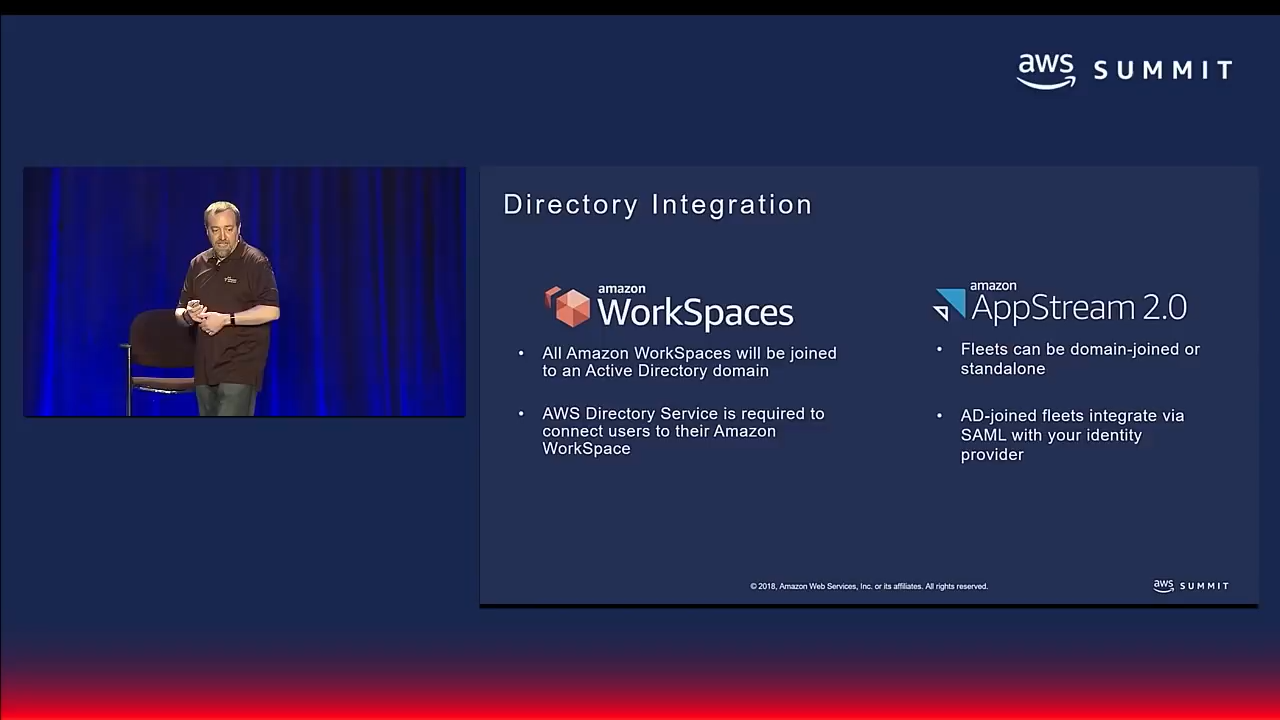 aws SUMMIT
Directory Integration
amazon
WorkSpaces
• All Amazon WorkSpaces will be joined
to an Active Directory domain
• AWS Directory Service is required to
connect users to their Amazon
WorkSpace
amazon
AppStream 2.0
• Fleets can be domain-joined or
standalone
• AD-joined fleets integrate via
SAML with your identity
provider
© 2018, Amazon Web Services, Inc. or its affiliates. All rights reserved.
aws SUMMIT